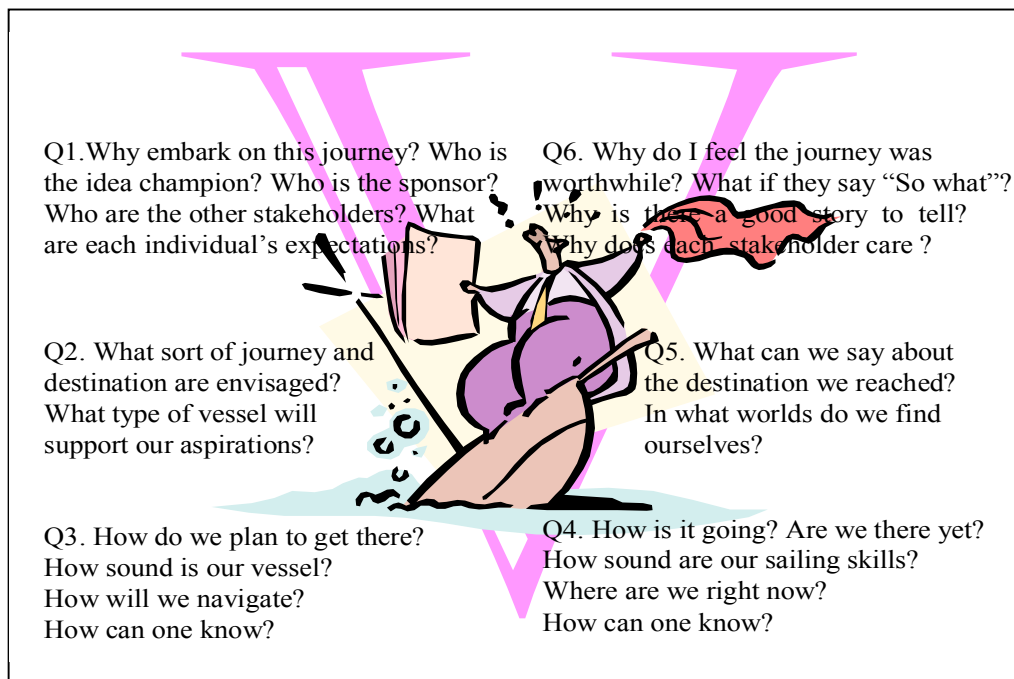 Q1.Why embark on this journey? Who is
the idea champion? Who is the sponsor?
Who are the other stakeholders? What
are each individual’s expectations?
Q2. What sort of journey and
destination are envisaged?
What type of vessel will
support our aspirations?
Q3. How do we plan to get there?
How sound is our vessel?
How will we navigate?
How can one know?
Q4. How is it going? Are we there yet?
How sound are our sailing skills?
Where are we right now?
How can one know?
Q5. What can we say about
the destination we reached?
In what worlds do we find
ourselves?
Q6. Why do I feel the journey was
worthwhile? What if they say “So what”?
Why is there a good story to tell?
Why does each stakeholder care ?
V